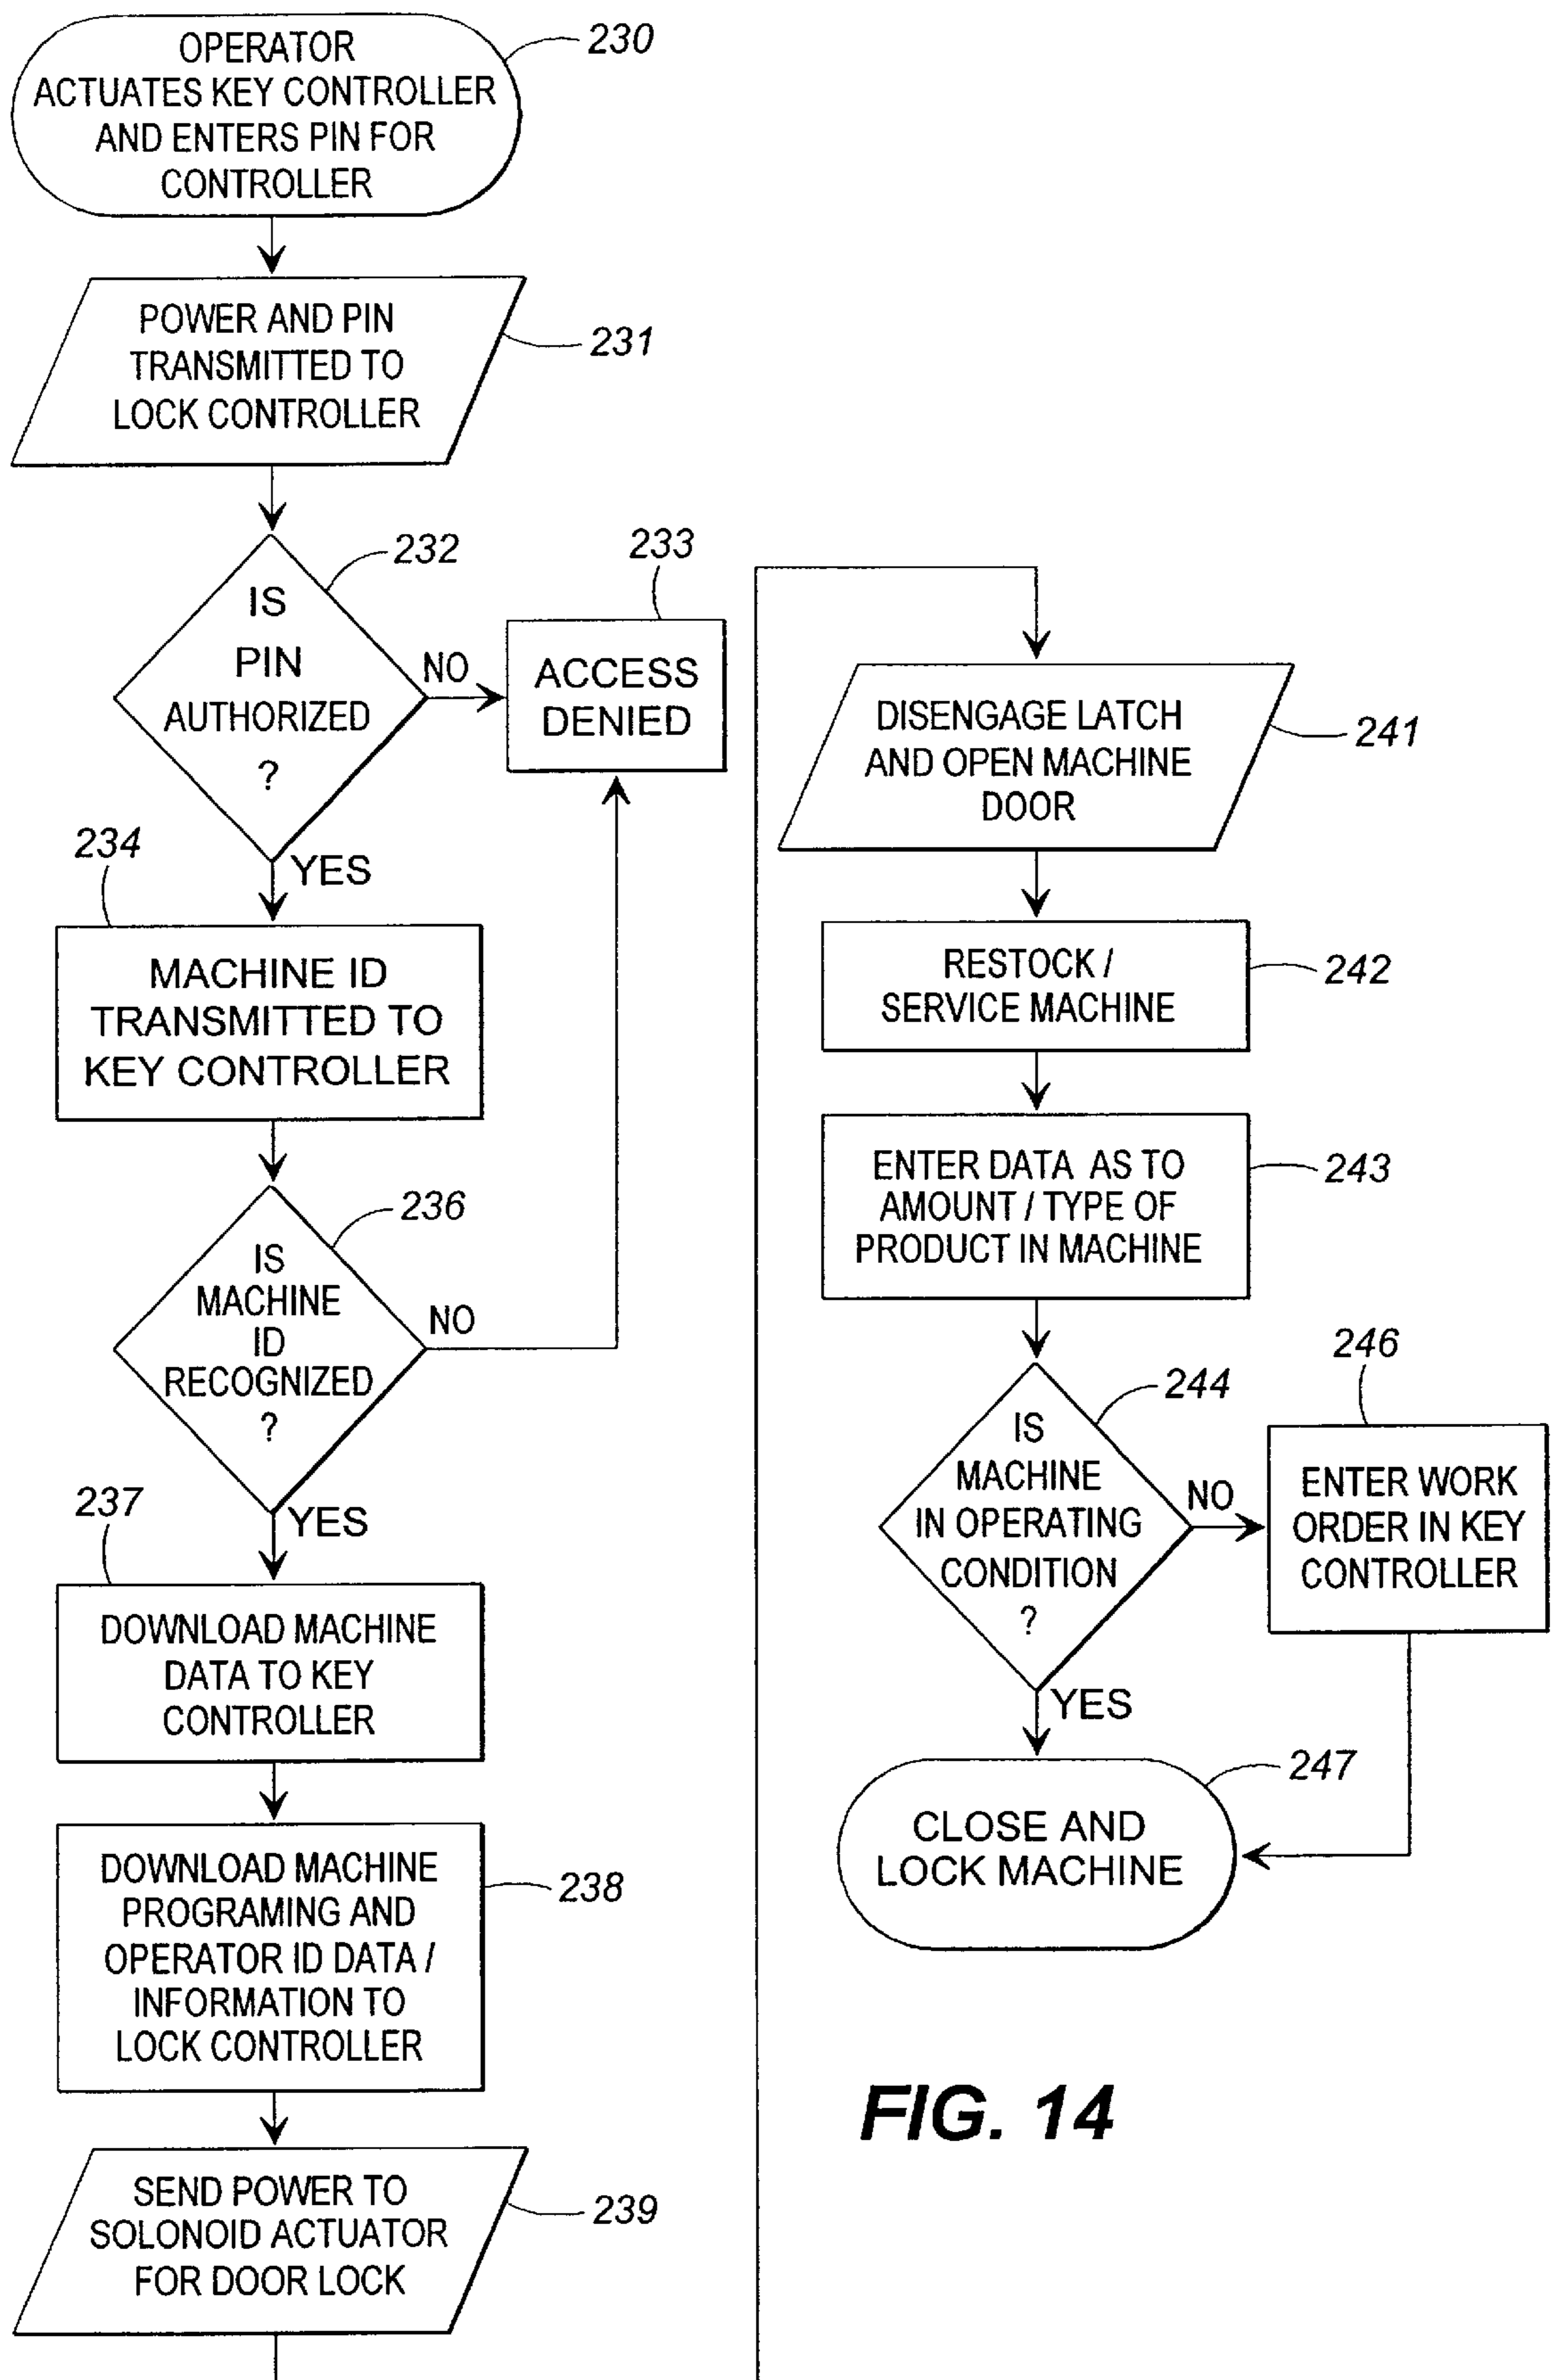 OPERATOR
ACTUATES KEY CONTROLLER
AND ENTERS PIN FOR
CONTROLLER
230
POWER AND PIN
TRANSMITTED TO
LOCK CONTROLLER
231
IS
PIN
AUTHORIZED
?
232
NO
233
ACCESS
DENIED
YES
234
MACHINE ID
TRANSMITTED TO
KEY CONTROLLER
IS
MACHINE
ID
RECOGNIZED
?
236
NO
YES
237
DOWNLOAD MACHINE
DATA TO KEY
CONTROLLER
DOWNLOAD MACHINE
PROGRAMING AND
OPERATOR ID DATA /
INFORMATION TO
LOCK CONTROLLER
238
SEND POWER TO
SOLONOID ACTUATOR
FOR DOOR LOCK
239
DISENGAGE LATCH
AND OPEN MACHINE
DOOR
241
RESTOCK /
SERVICE MACHINE
242
ENTER DATA AS TO
AMOUNT / TYPE OF
PRODUCT IN MACHINE
243
IS
MACHINE
IN OPERATING
CONDITION
?
244
NO
246
ENTER WORK
ORDER IN KEY
CONTROLLER
YES
CLOSE AND
LOCK MACHINE
247
FIG. 14